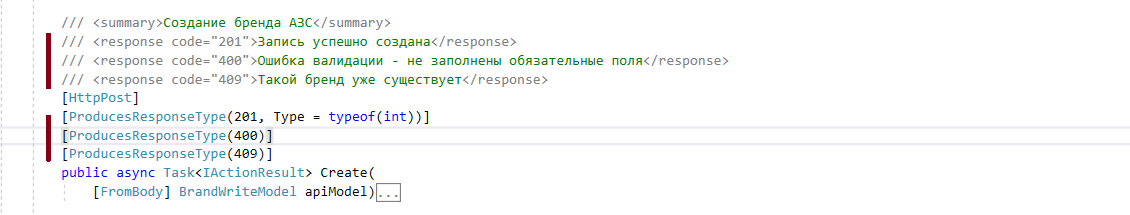 /// <summary>Создание бренда АЗС</summary>
/// <response code="201">Запись успешно создана</response>
/// <response code="400">Ошибка валидации - не заполнены обязательные поля</response>
/// <response code="409">Такой бренд уже существует</response>
[HttpPost]
[ProducesResponseType(201, Type = typeof(int))]
[ProducesResponseType(400)]
[ProducesResponseType(409)]
public async Task<IActionResult> Create(
[FromBody] BrandWriteModel apiModel)...